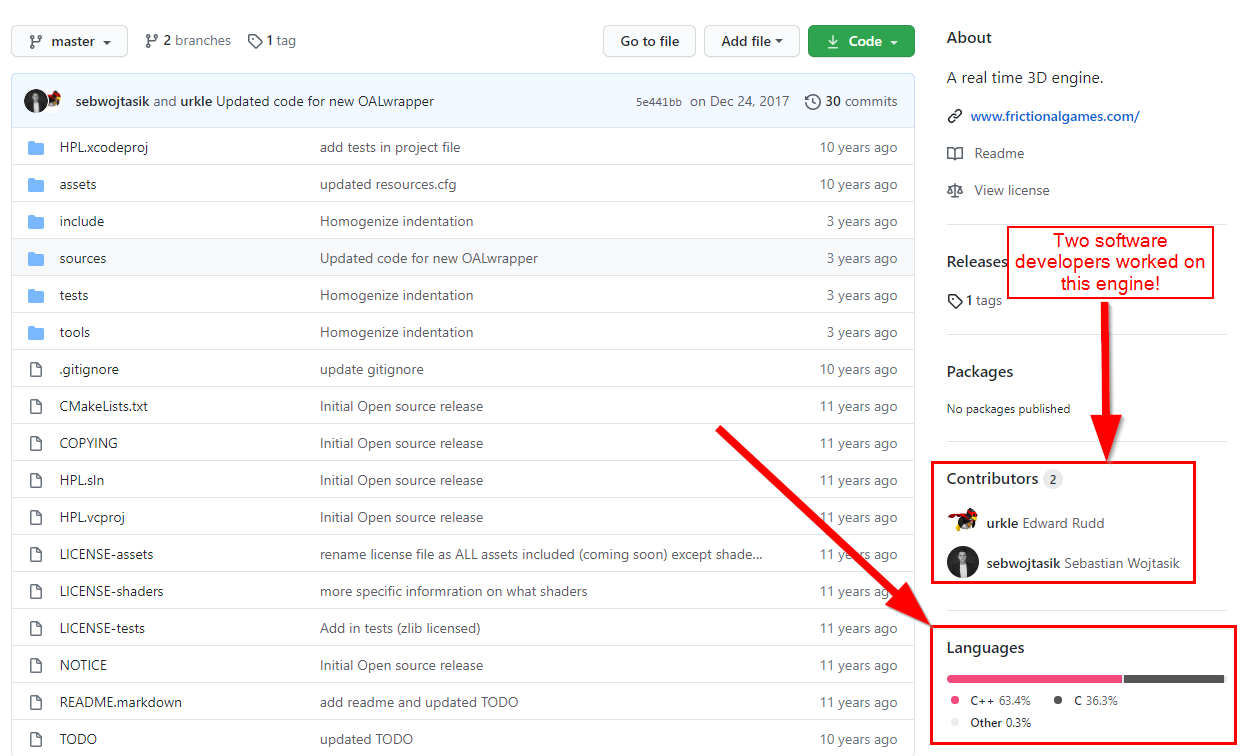 master
2 branches
1 tag
Go to file
Add file
Code
sebwojtasik and urkle Updated code for new OALwrapper
5e441bb on Dec 24, 2017
30 commits
HPL.xcodeproj add tests in project file 10 years ago
assets updated resources.cfg 10 years ago
include Homogenize indentation 3 years ago
sources Updated code for new OALwrapper 3 years ago
tests Homogenize indentation 3 years ago
tools Homogenize indentation 3 years ago
.gitignore update gitignore 10 years ago
CMakeLists.txt Initial Open source release 11 years ago
COPYING Initial Open source release 11 years ago
HPL.sln Initial Open source release 11 years ago
HPL.vcproj Initial Open source release 11 years ago
LICENSE-assets rename license file as ALL assets included (coming soon) except shade... 11 years ago
LICENSE-shaders more specific informration on what shaders 11 years ago
LICENSE-tests Add in tests (zlib licensed) 11 years ago
NOTICE Initial Open source release 11 years ago
README.markdown add readme and updated TODO 11 years ago
TODO updated TODO 10 years ago
About
A real time 3D engine.
www.frictionalgames.com/
Readme
View license
Releases
1 tags
Two software
developers worked on
this engine!
Packages
No packages published
Contributors 2
urkle Edward Rudd
sebwojtasik Sebastian Wojtasik
Languages
C++ 63.4% C 36.3%
Other 0.3%